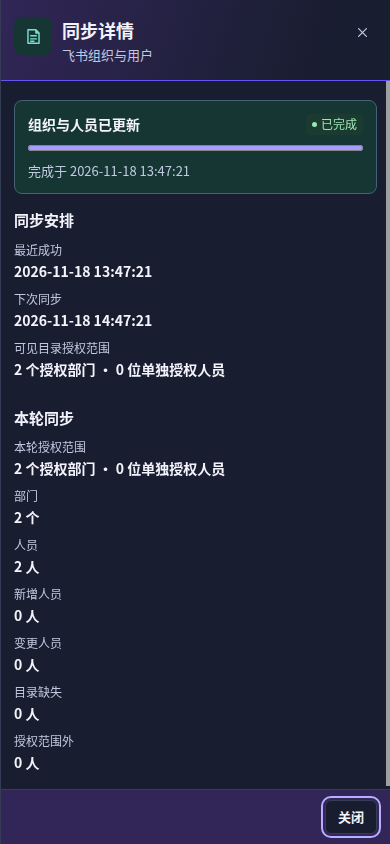 同步详情
飞书组织与用户
组织与人员已更新
已完成
完成于 2026-11-18 13:47:21
同步安排
最近成功
2026-11-18 13:47:21
下次同步
2026-11-18 14:47:21
可见目录授权范围
2 个授权部门 · 0 位单独授权人员
本轮同步
本轮授权范围
2 个授权部门 · 0 位单独授权人员
部门
2 个
人员
2 人
新增人员
0 人
变更人员
0 人
目录缺失
0 人
授权范围外
0 人
关闭